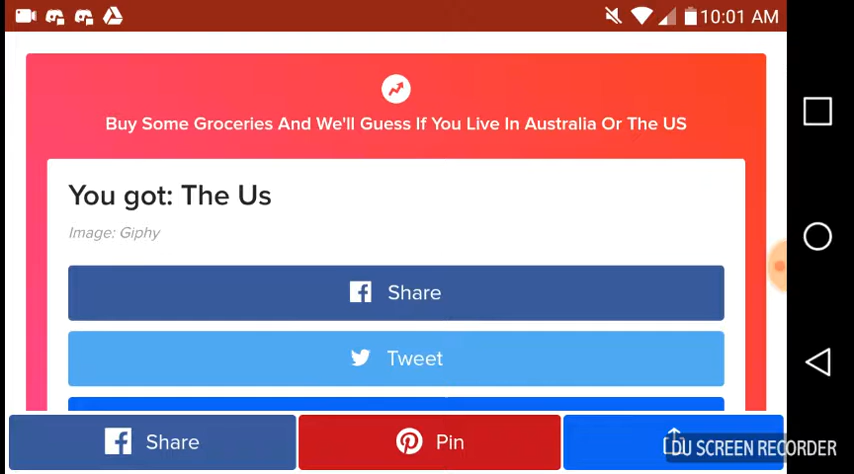 10:01 AM
Buy Some Groceries And We'll Guess If You Live In Australia Or The US
You got: The Us
Image: Giphy
Share
Tweet
Share
Pin
DU SCREEN RECORDER